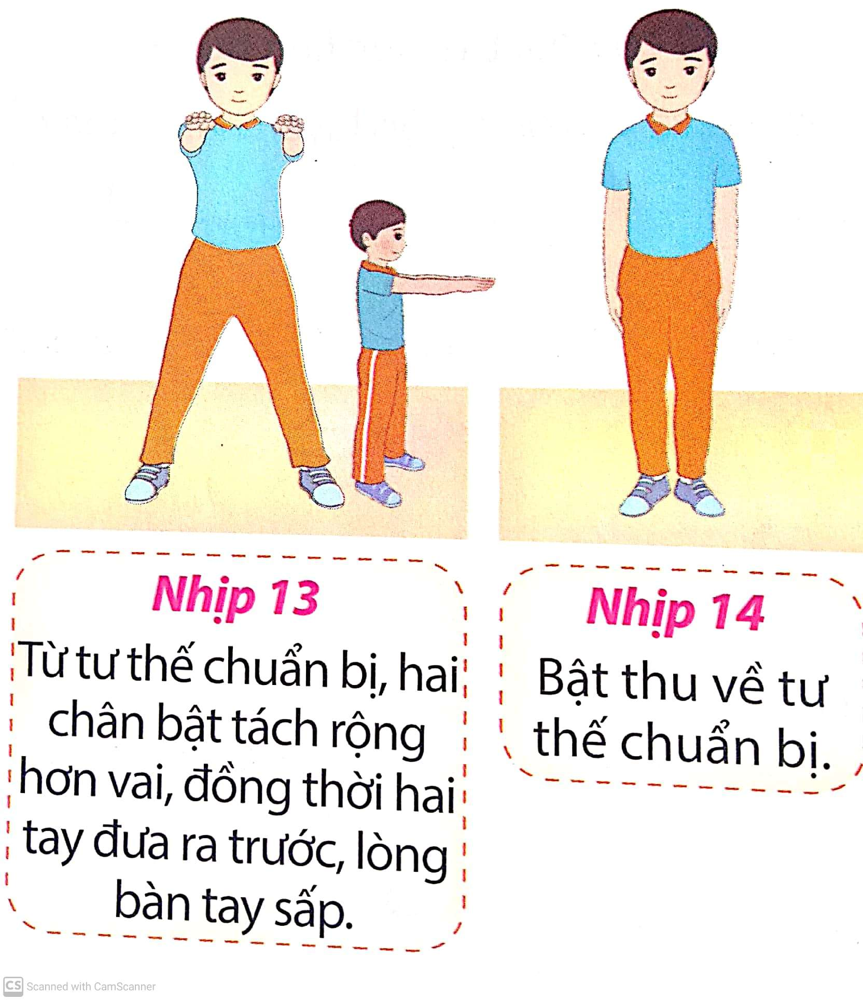 Nhịp 13
Từ tư thế chuẩn bị, hai
chân bật tách rộng
hơn vai, đồng thời hai
tay đưa ra trước, lòng
bàn tay sấp.
Nhịp 14
Bật thu về tư
thế chuẩn bị.
CS Scanned with CamScanner